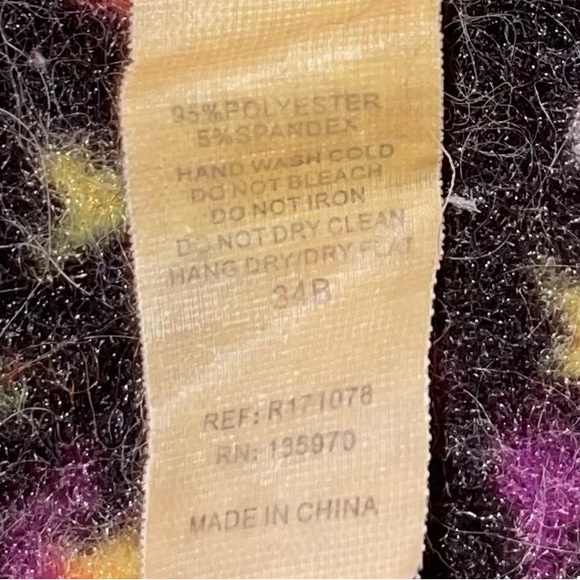 95%POLYESTER
5%SPANDEX
HAND WASH COLD
DO NOT BLEACH
DO NOT IRON
DO NOT DRY CLEAN
HANG DRY/DRY FLAT
34B
REF: R171078
RN: 135970
MADE IN CHINA